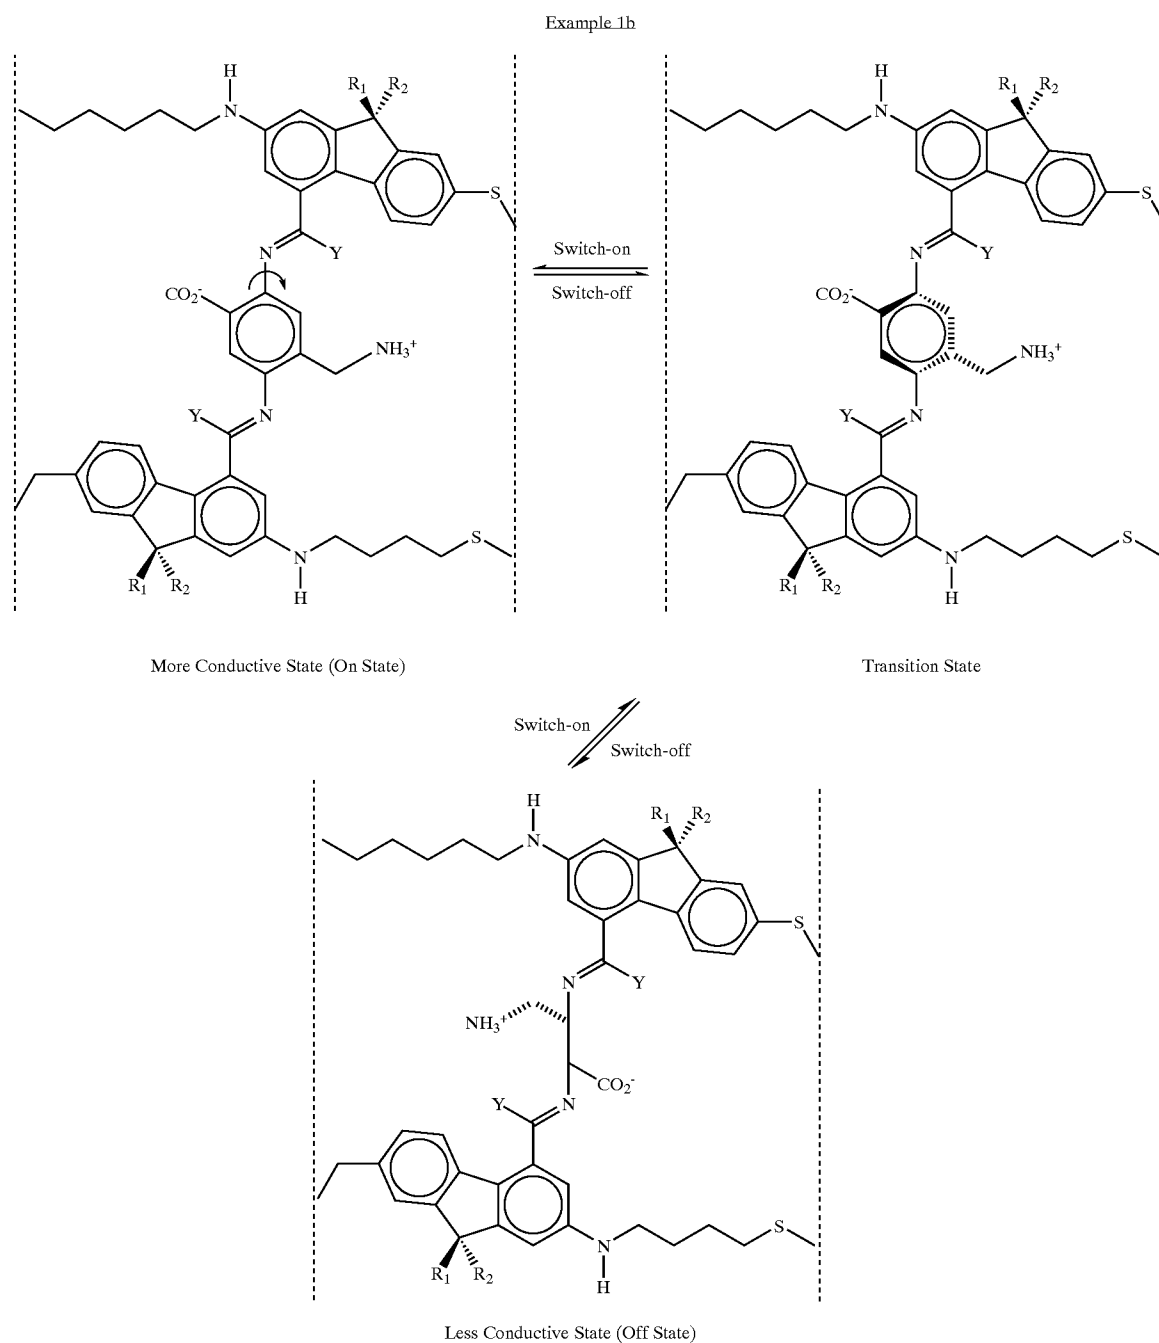 Example 1b
H
R1 R2
N
S
N
Y
CO2-
NH3+
Y
N
S
N
R1 R2
H
More Conductive State (On State)
Switch-on
Switch-off
H
R1 R2
N
S
N
Y
CO2-
NH3+
Y
N
S
N
R1 R2
H
Transition State
Switch-on
Switch-off
H
R1 R2
N
S
N
Y
NH3+
CO2-
Y
N
S
N
R1 R2
H
Less Conductive State (Off State)